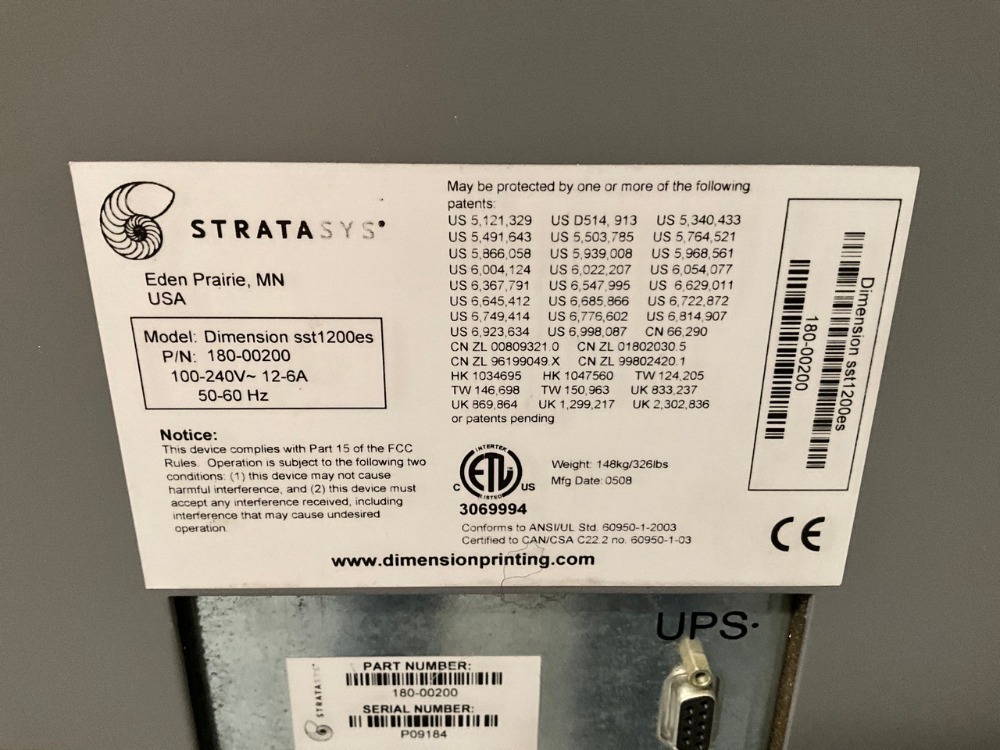 STRATASYS
Eden Prairie, MN
USA
Model: Dimension sst1200es
P/N: 180-00200
100-240V~ 12-6A
50-60 Hz
Notice:
This device complies with Part 15 of the FCC
Rules. Operation is subject to the following two
conditions: (1) this device may not cause
harmful interference, and (2) this device must
accept any interference received, including
interference that may cause undesired
operation.
May be protected by one or more of the following
patents:
US 5,121,329 US D514, 913 US 5,340,433
US 5,491,643 US 5,503,785 US 5,764,521
US 5,866,058 US 5,939,008 US 5,968,561
US 6,004,124 US 6,022,207 US 6,054,077
US 6,367,791 US 6,547,995 US 6,629,011
US 6,645,412 US 6,685,866 US 6,722,872
US 6,749,414 US 6,776,602 US 6,814,907
US 6,923,634 US 6,998,087 CN 66,290
CN ZL 00809321.0 CN ZL 01802030.5
CN ZL 96199049.X CN ZL 99802420.1
HK 1034695 HK 1047560 TW 124,205
TW 146,698 TW 150,963 UK 833,237
UK 869,864 UK 1,299,217 UK 2,302,836
or patents pending
INTERTEK
C ETL US
LISTED
3069994
Weight: 148kg/326lbs
Mfg Date: 0508
Conforms to ANSI/UL Std. 60950-1-2003
Certified to CAN/CSA C22.2 no. 60950-1-03
www.dimensionprinting.com
Dimension sst1200es
180-00200
CE
UPS
STRATASYS
PART NUMBER:
180-00200
SERIAL NUMBER:
P09184